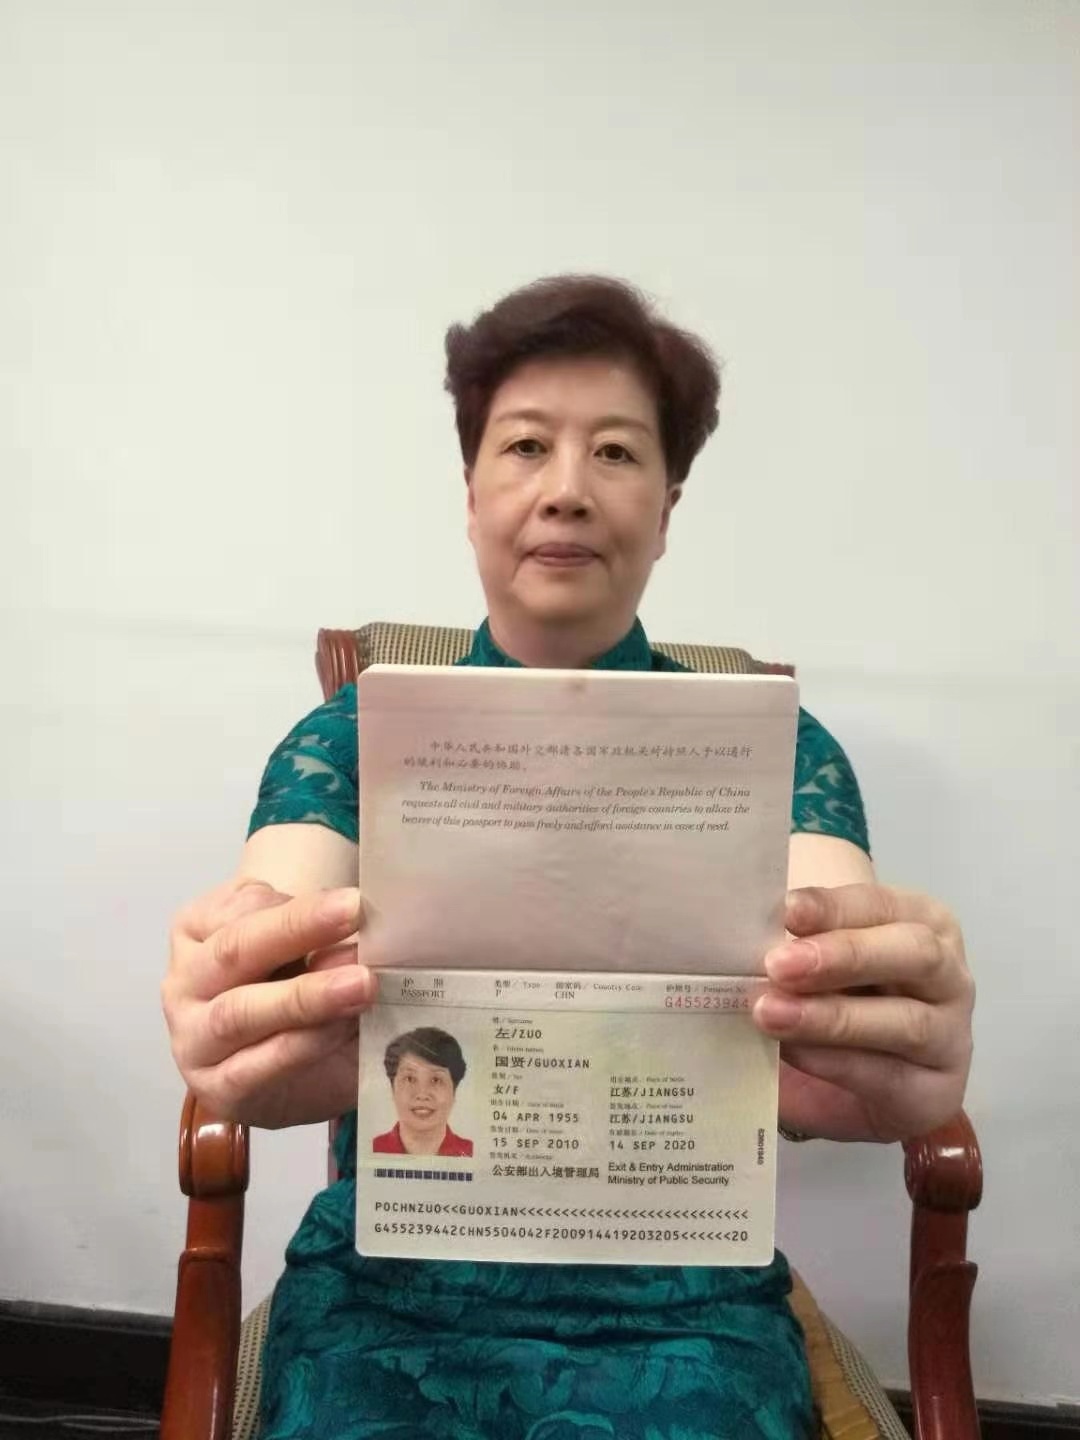 中华人民共和国外交部请各国军政机关对持照人予以通行
的便利和必要的协助。
The Ministry of Foreign Affairs of the People's Republic of China
requests all civil and military authorities of foreign countries to allow the
bearer of this passport to pass freely and afford assistance in case of need.
护 照 类型 / Type 国家码 / Country Code 护照号 / Passport No
PASSPORT P CHN G45523944
姓 / Surname
左/ZUO
名 / Given names
国贤/GUOXIAN
性别 / Sex 出生地点 / Place of birth
女/F 江苏/JIANGSU
出生日期 / Date of birth 签发地点 / Place of issue
04 APR 1955 江苏/JIANGSU
签发日期 / Date of issue 有效期至 / Date of expiry
15 SEP 2010 14 SEP 2020
签发机关 / Authority
公安部出入境管理局 Exit & Entry Administration
Ministry of Public Security
POCHNZUO<<GUOXIAN<<<<<<<<<<<<<<<<<<<<<<<<<<<
G455239442CHN5504042F200914419203205<<<<<<20